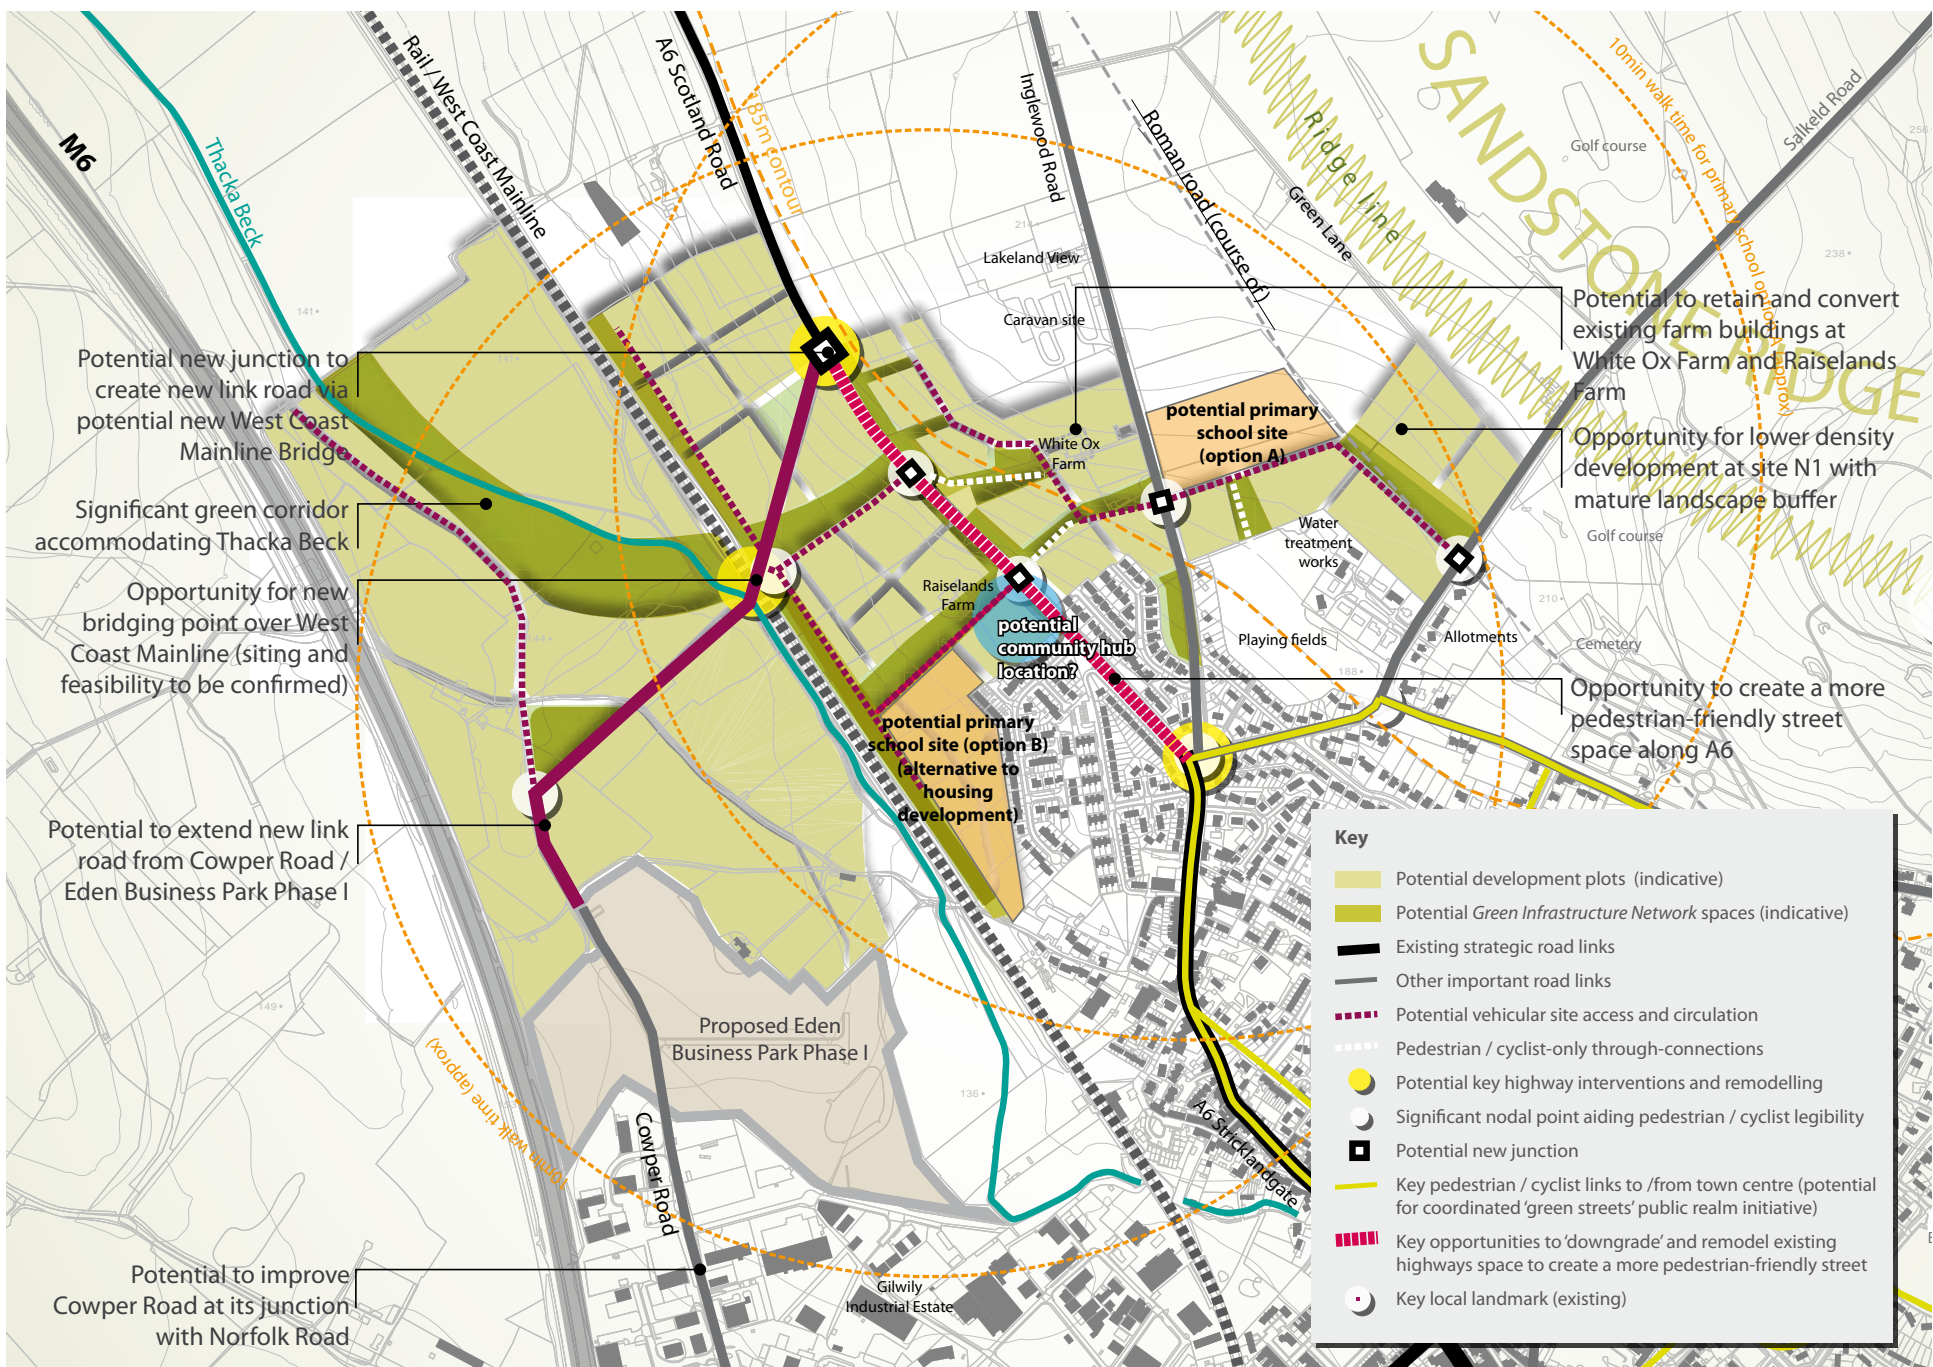 M6
Thacka Beck
Rail / West Coast Mainline
A6 Scotland Road
185m contour
Inglewood Road
Roman road (course of)
Green Lane
Ridge line
SANDSTONE RIDGE
10min walk time for primary school option A (approx)
Salkeld Road
Golf course
256
238
214
Lakeland View
Caravan site
141
141
Potential new junction to
create new link road via
potential new West Coast
Mainline Bridge
Significant green corridor
accommodating Thacka Beck
Opportunity for new
bridging point over West
Coast Mainline (siting and
feasibility to be confirmed)
Potential to extend new link
road from Cowper Road /
Eden Business Park Phase I
Potential to improve
Cowper Road at its junction
with Norfolk Road
Potential to retain and convert
existing farm buildings at
White Ox Farm and Raiselands
Farm
Opportunity for lower density
development at site N1 with
mature landscape buffer
Opportunity to create a more
pedestrian-friendly street
space along A6
potential primary
school site
(option A)
White Ox
Farm
Water
treatment
works
Golf course
210
Raiselands
Farm
potential
community hub
location?
Playing fields
Allotments
Cemetery
188
144
potential primary
school site (option B)
(alternative to
housing
development)
149
136
Proposed Eden
Business Park Phase I
10min walk time (approx)
Cowper Road
A6 Stricklandgate
Gilwily
Industrial Estate
Key
Potential development plots (indicative)
Potential Green Infrastructure Network spaces (indicative)
Existing strategic road links
Other important road links
Potential vehicular site access and circulation
Pedestrian / cyclist-only through-connections
Potential key highway interventions and remodelling
Significant nodal point aiding pedestrian / cyclist legibility
Potential new junction
Key pedestrian / cyclist links to /from town centre (potential
for coordinated 'green streets' public realm initiative)
Key opportunities to 'downgrade' and remodel existing
highways space to create a more pedestrian-friendly street
Key local landmark (existing)